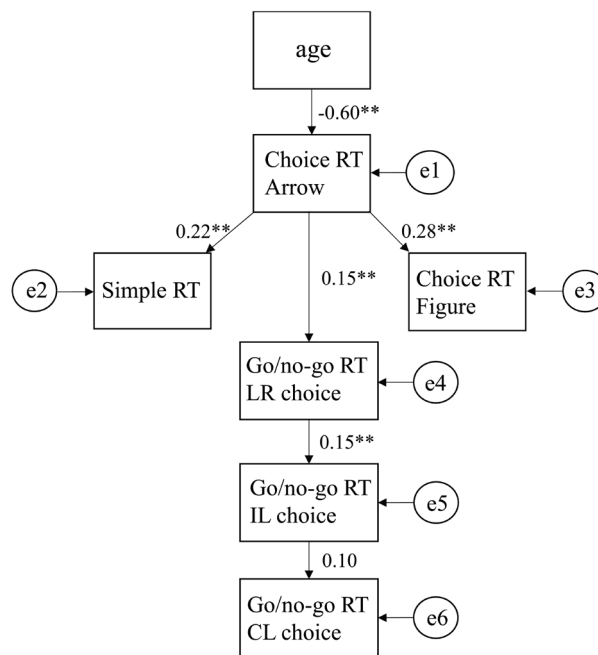 age
-0.60**
Choice RT
Arrow
e1
0.22**
0.15**
0.28**
e2
Simple RT
Choice RT
Figure
e3
Go/no-go RT
LR choice
e4
0.15**
Go/no-go RT
IL choice
e5
0.10
Go/no-go RT
CL choice
e6